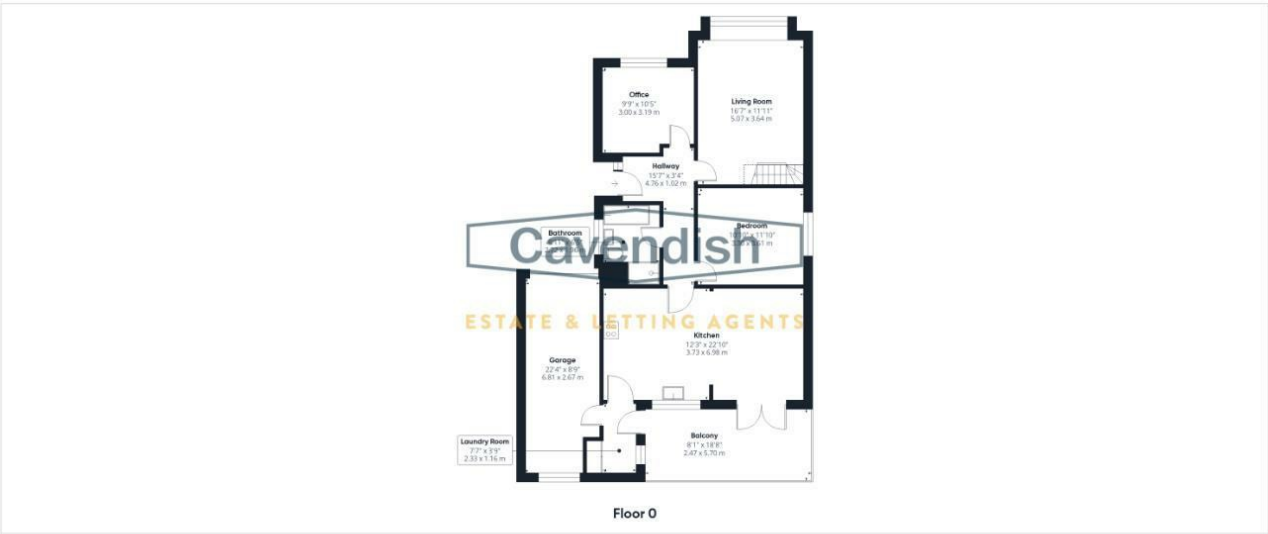 Office
9'9" x 10'5"
3.00 x 3.19 m
Living Room
16'7" x 11'11"
5.07 x 3.64 m
Hallway
15'7" x 3'4"
4.76 x 1.02 m
Bathroom
Bedroom
Cavendish
ESTATE & LETTING AGENTS
Kitchen
12'3" x 22'10"
3.73 x 6.98 m
Garage
22'4" x 8'9"
6.81 x 2.67 m
Laundry Room
7'7" x 3'9"
2.33 x 1.16 m
Balcony
8'1" x 18'8"
2.47 x 5.70 m
Floor 0